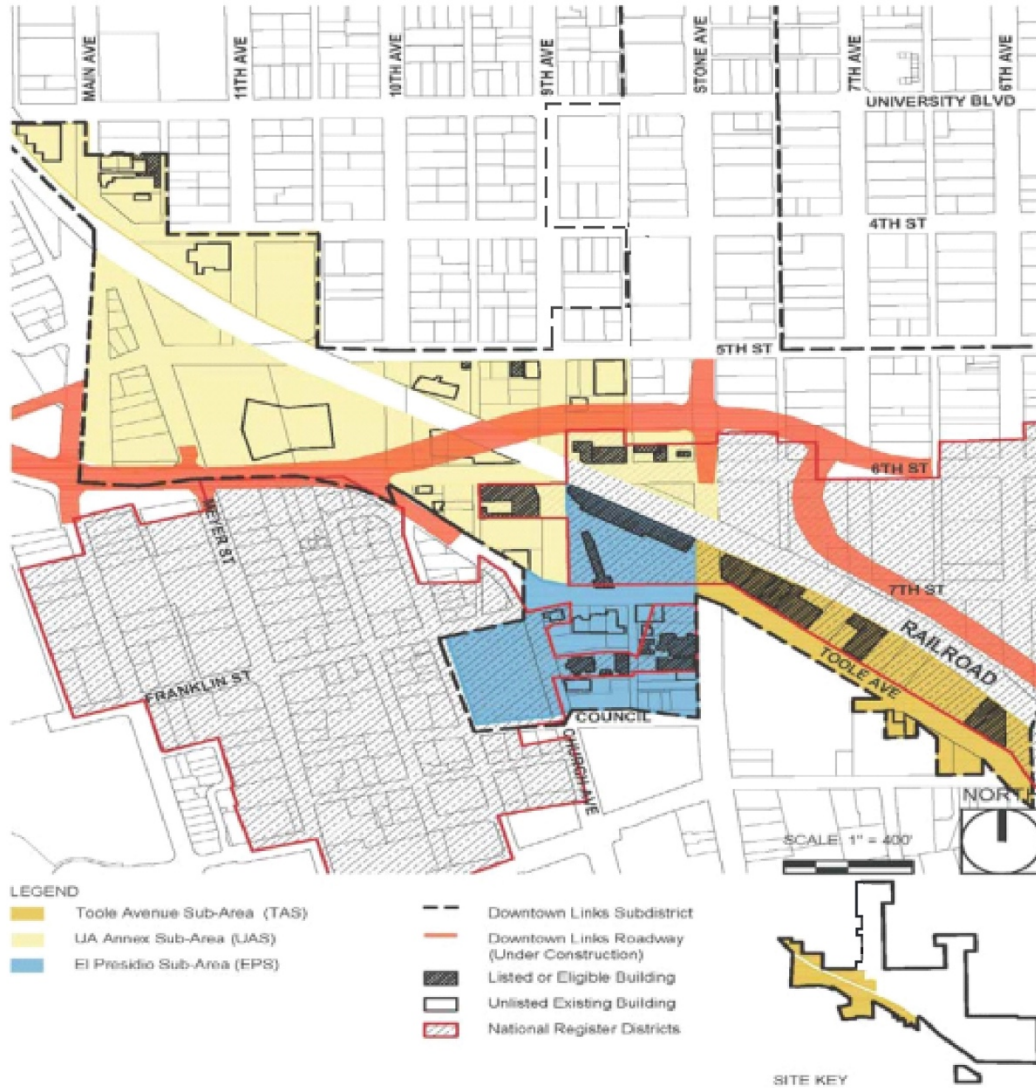 MAIN AVE
11TH AVE
10TH AVE
9TH AVE
STONE AVE
7TH AVE
6TH AVE
UNIVERSITY BLVD
4TH ST
5TH ST
6TH ST
MEYER ST
7TH ST
RAILROAD
TOOLE AVE
FRANKLIN ST
COUNCIL
CHURCH AVE
NORTH
SCALE 1" = 400'
LEGEND
Toole Avenue Sub-Area (TAS)
UA Annex Sub-Area (UAS)
El Presidio Sub-Area (EPS)
Downtown Links Subdistrict
Downtown Links Roadway
(Under Construction)
Listed or Eligible Building
Unlisted Existing Building
National Register Districts
SITE KEY